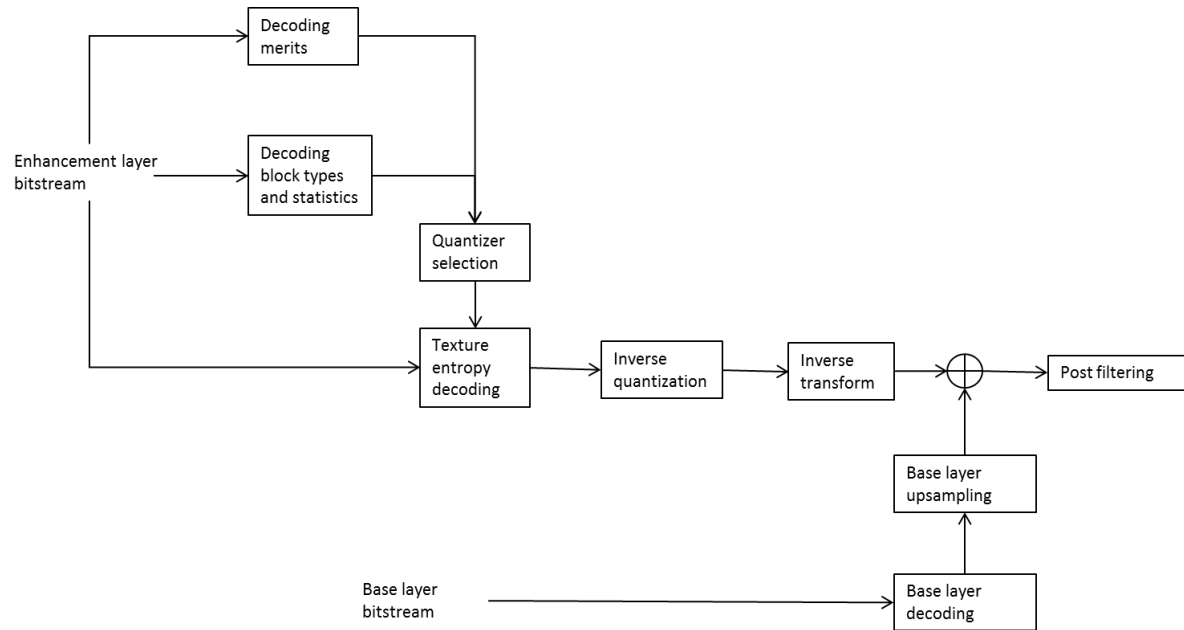 Decoding
merits
Enhancement layer
bitstream
Decoding
block types
and statistics
Quantizer
selection
Texture
entropy
decoding
Inverse
quantization
Inverse
transform
Post filtering
Base layer
upsampling
Base layer
bitstream
Base layer
decoding